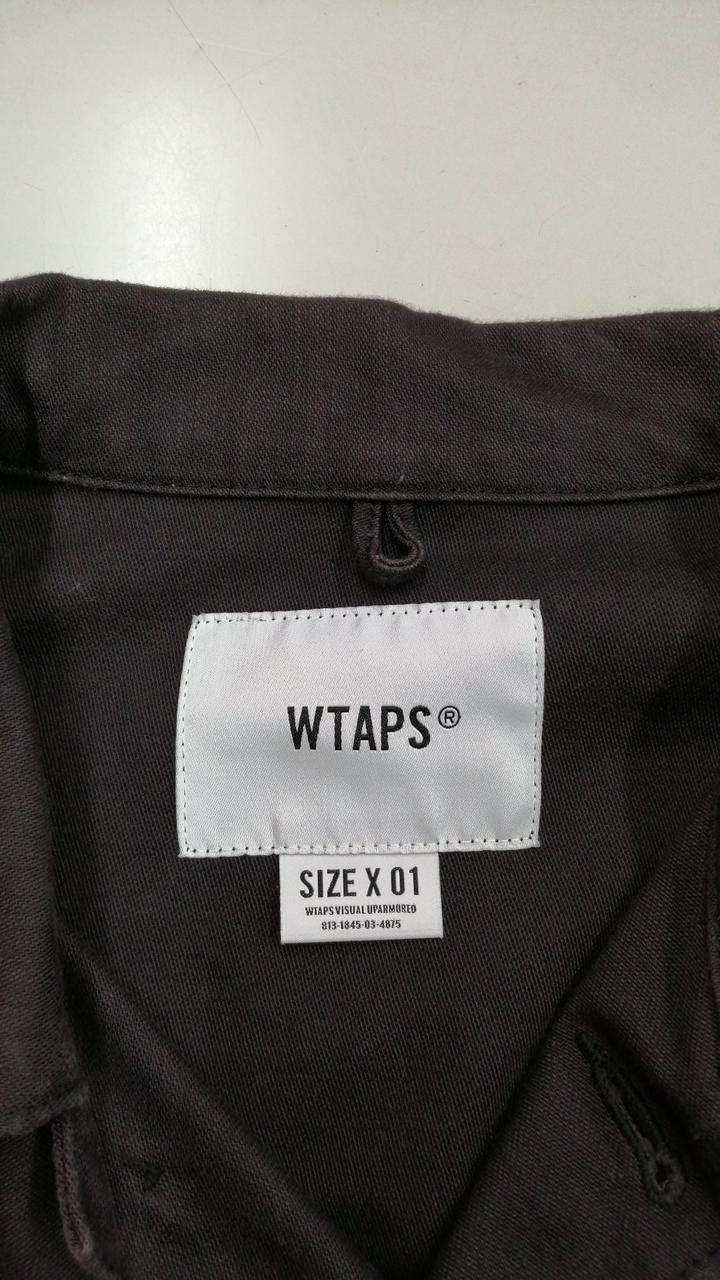 WTAPS®
SIZE X 01
WTAPS VISUAL UPARMORED
813-1845-03-4875